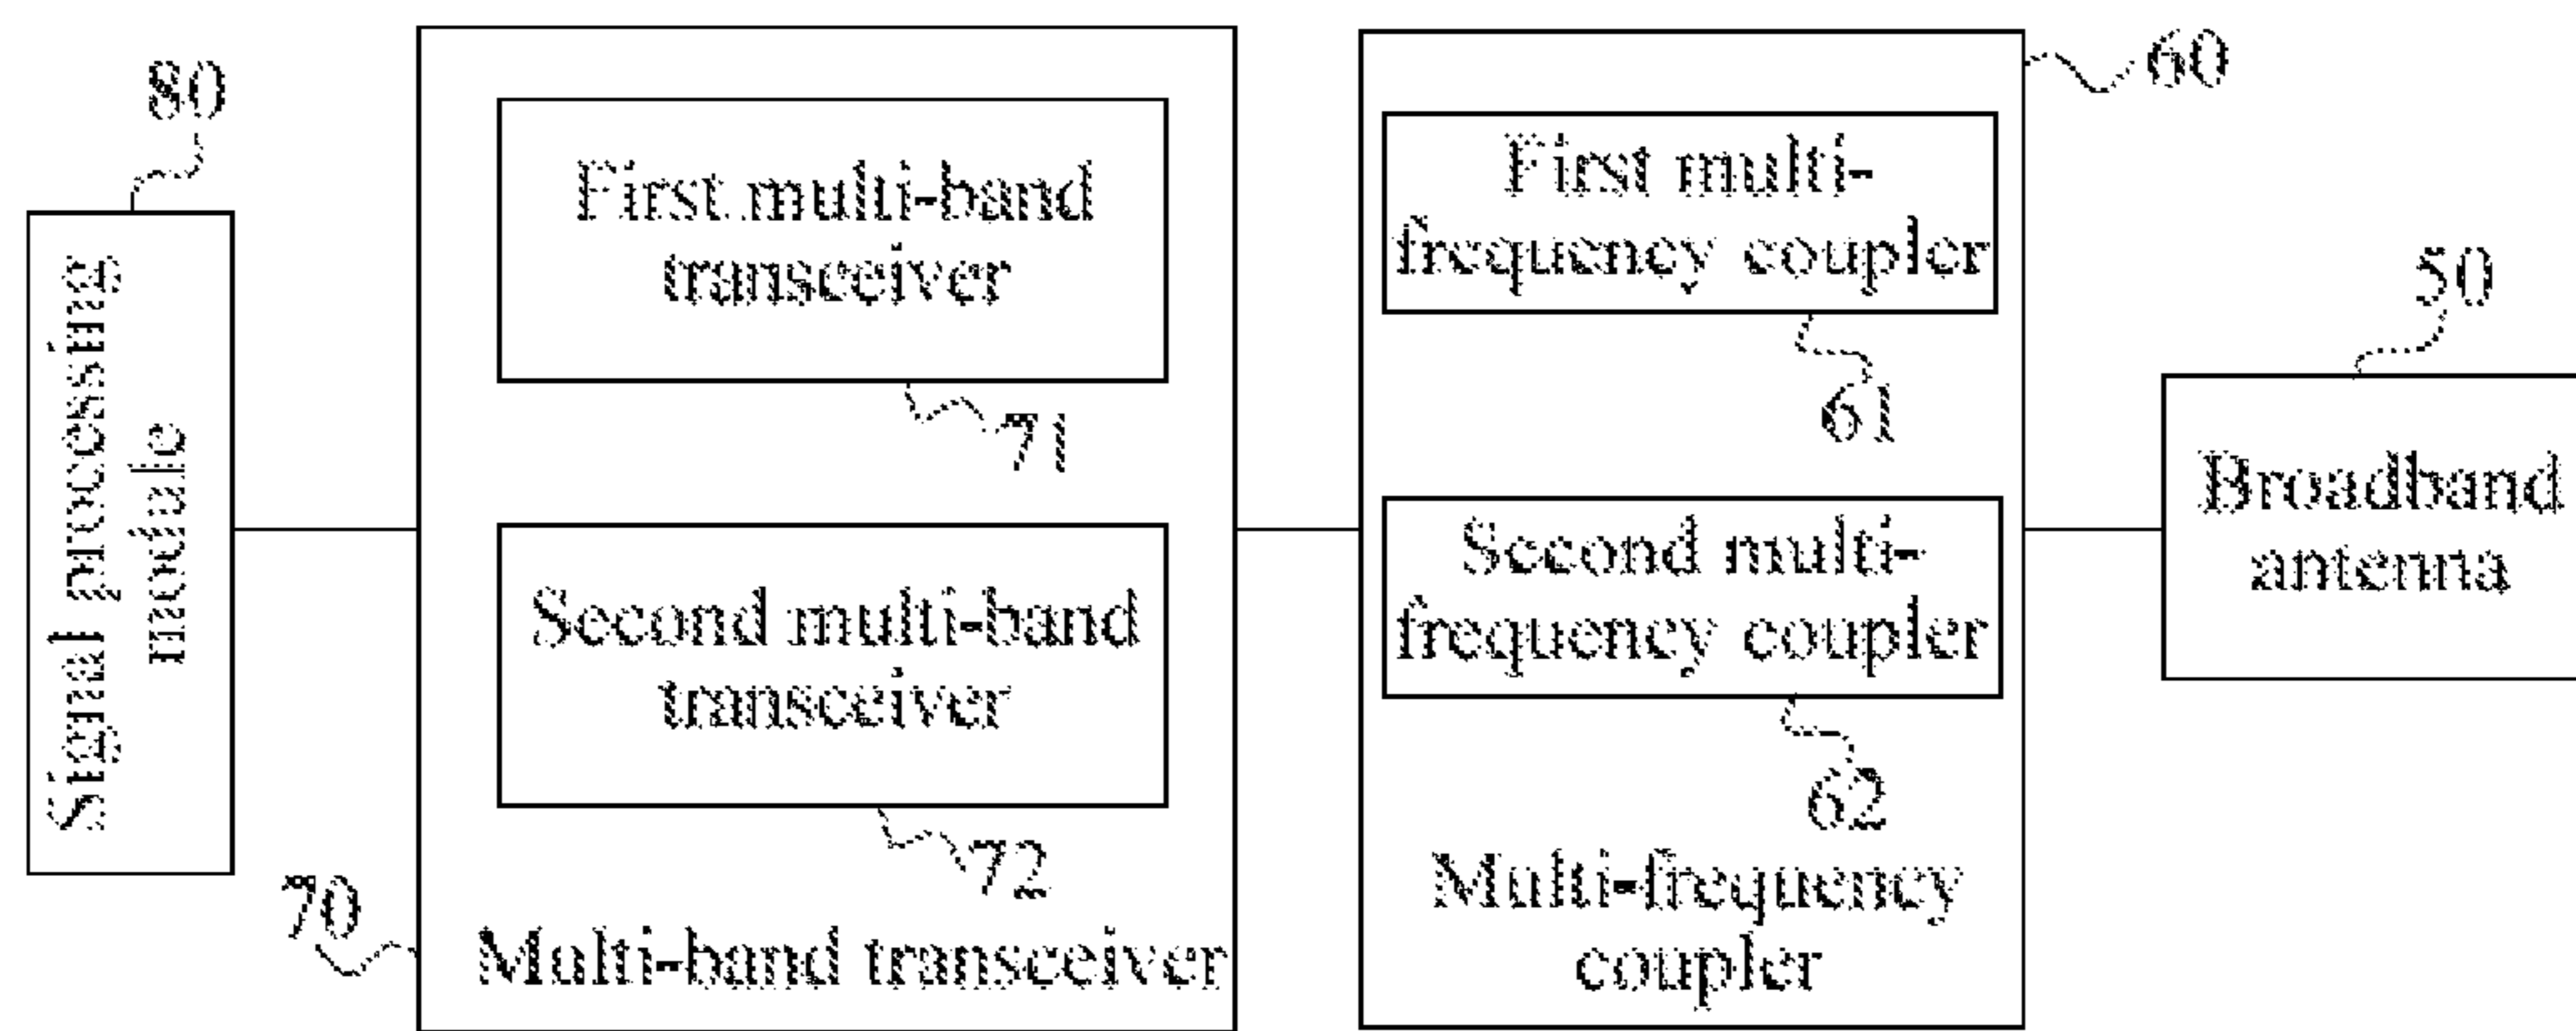 80
Signal processing
module
First multi-band
transceiver
71
Second multi-band
transceiver
72
70
Multi-band transceiver
60
First multi-
frequency coupler
61
Second multi-
frequency coupler
62
Multi-frequency
coupler
50
Broadband
antenna